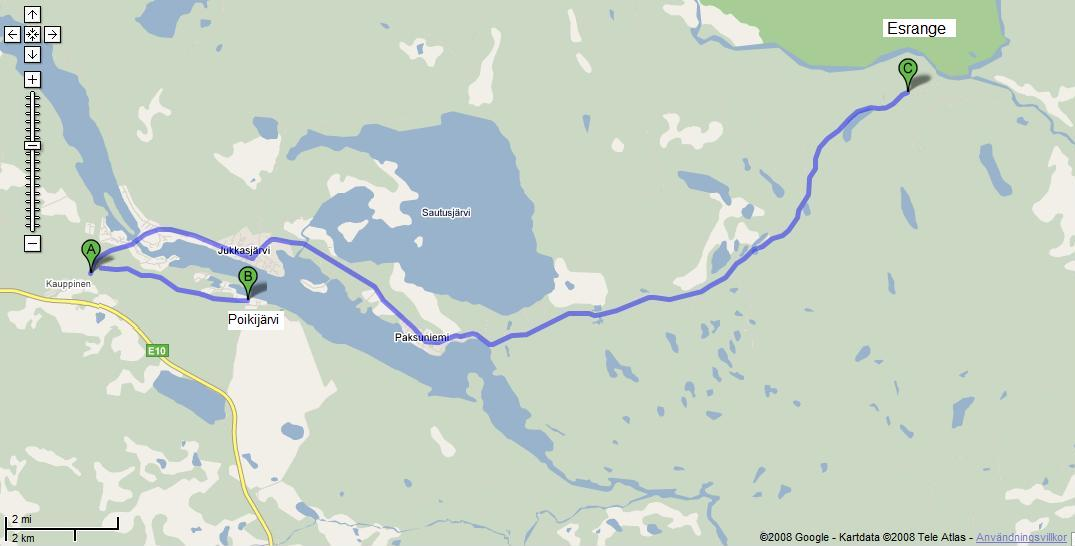 Esrange
C
Sautusjärvi
A
Jukkasjärvi
B
Kauppinen
Poikijärvi
Paksuniemi
E10
2 mi
2 km
©2008 Google - Kartdata ©2008 Tele Atlas - Användningsvillkor